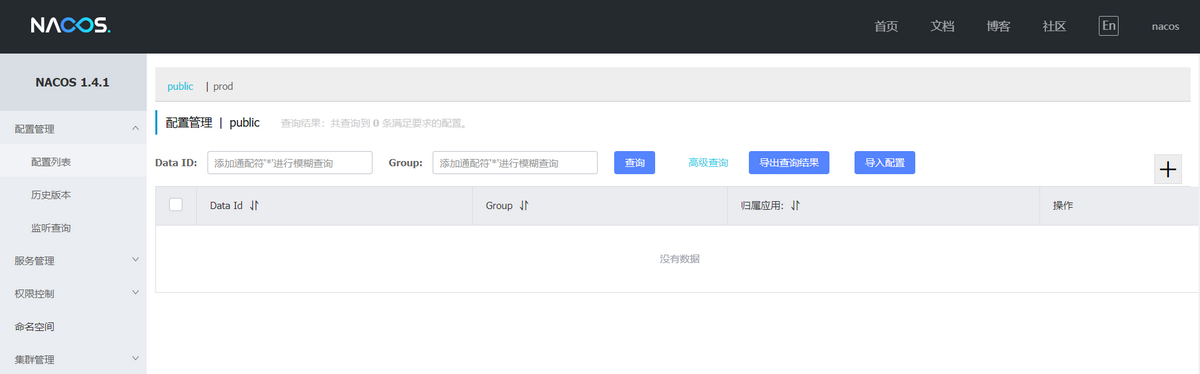 NACOS.
首页 文档 博客 社区 En nacos
NACOS 1.4.1
配置管理
配置列表
历史版本
监听查询
服务管理
权限控制
命名空间
集群管理
public | prod
配置管理 | public 查询结果：共查询到 0 条满足要求的配置。
Data ID: 添加通配符'*'进行模糊查询 Group: 添加通配符'*'进行模糊查询 查询 高级查询 导出查询结果 导入配置
Data Id Group 归属应用: 操作
没有数据